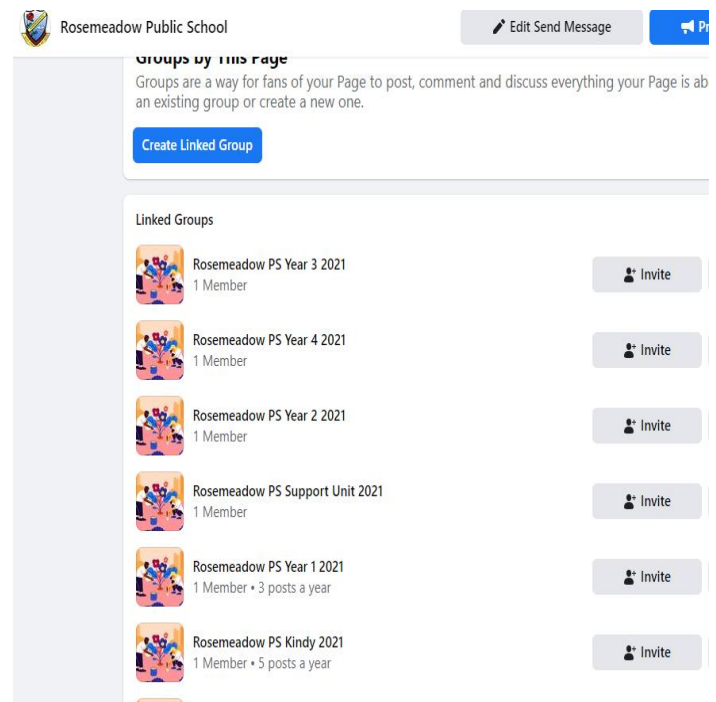 Rosemeadow Public School
Edit Send Message
Groups by This Page
Groups are a way for fans of your Page to post, comment and discuss everything your Page is
an existing group or create a new one.
Create Linked Group
Linked Groups
Rosemeadow PS Year 3 2021
1 Member
Invite
Rosemeadow PS Year 4 2021
1 Member
Invite
Rosemeadow PS Year 2 2021
1 Member
Invite
Rosemeadow PS Support Unit 2021
1 Member
Invite
Rosemeadow PS Year 1 2021
1 Member • 3 posts a year
Invite
Rosemeadow PS Kindy 2021
1 Member • 5 posts a year
Invite